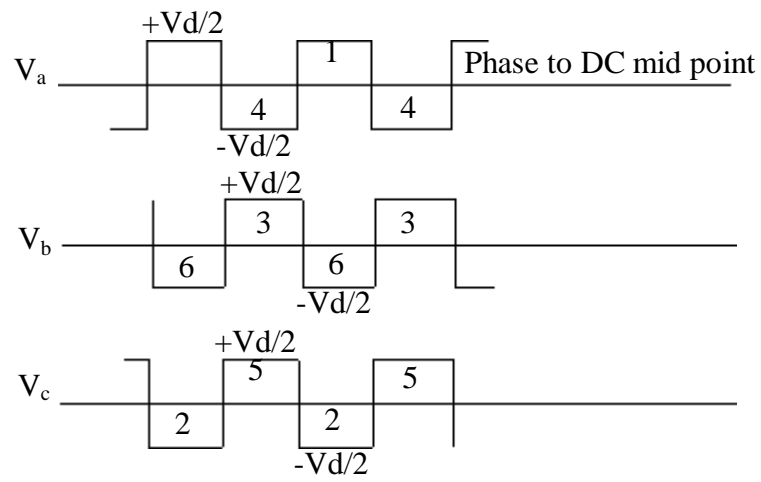 +Vd/2
1
Va
Phase to DC mid point
4 4
-Vd/2
+Vd/2
3 3
Vb
6 6
-Vd/2
+Vd/2
5 5
Vc
2 2
-Vd/2